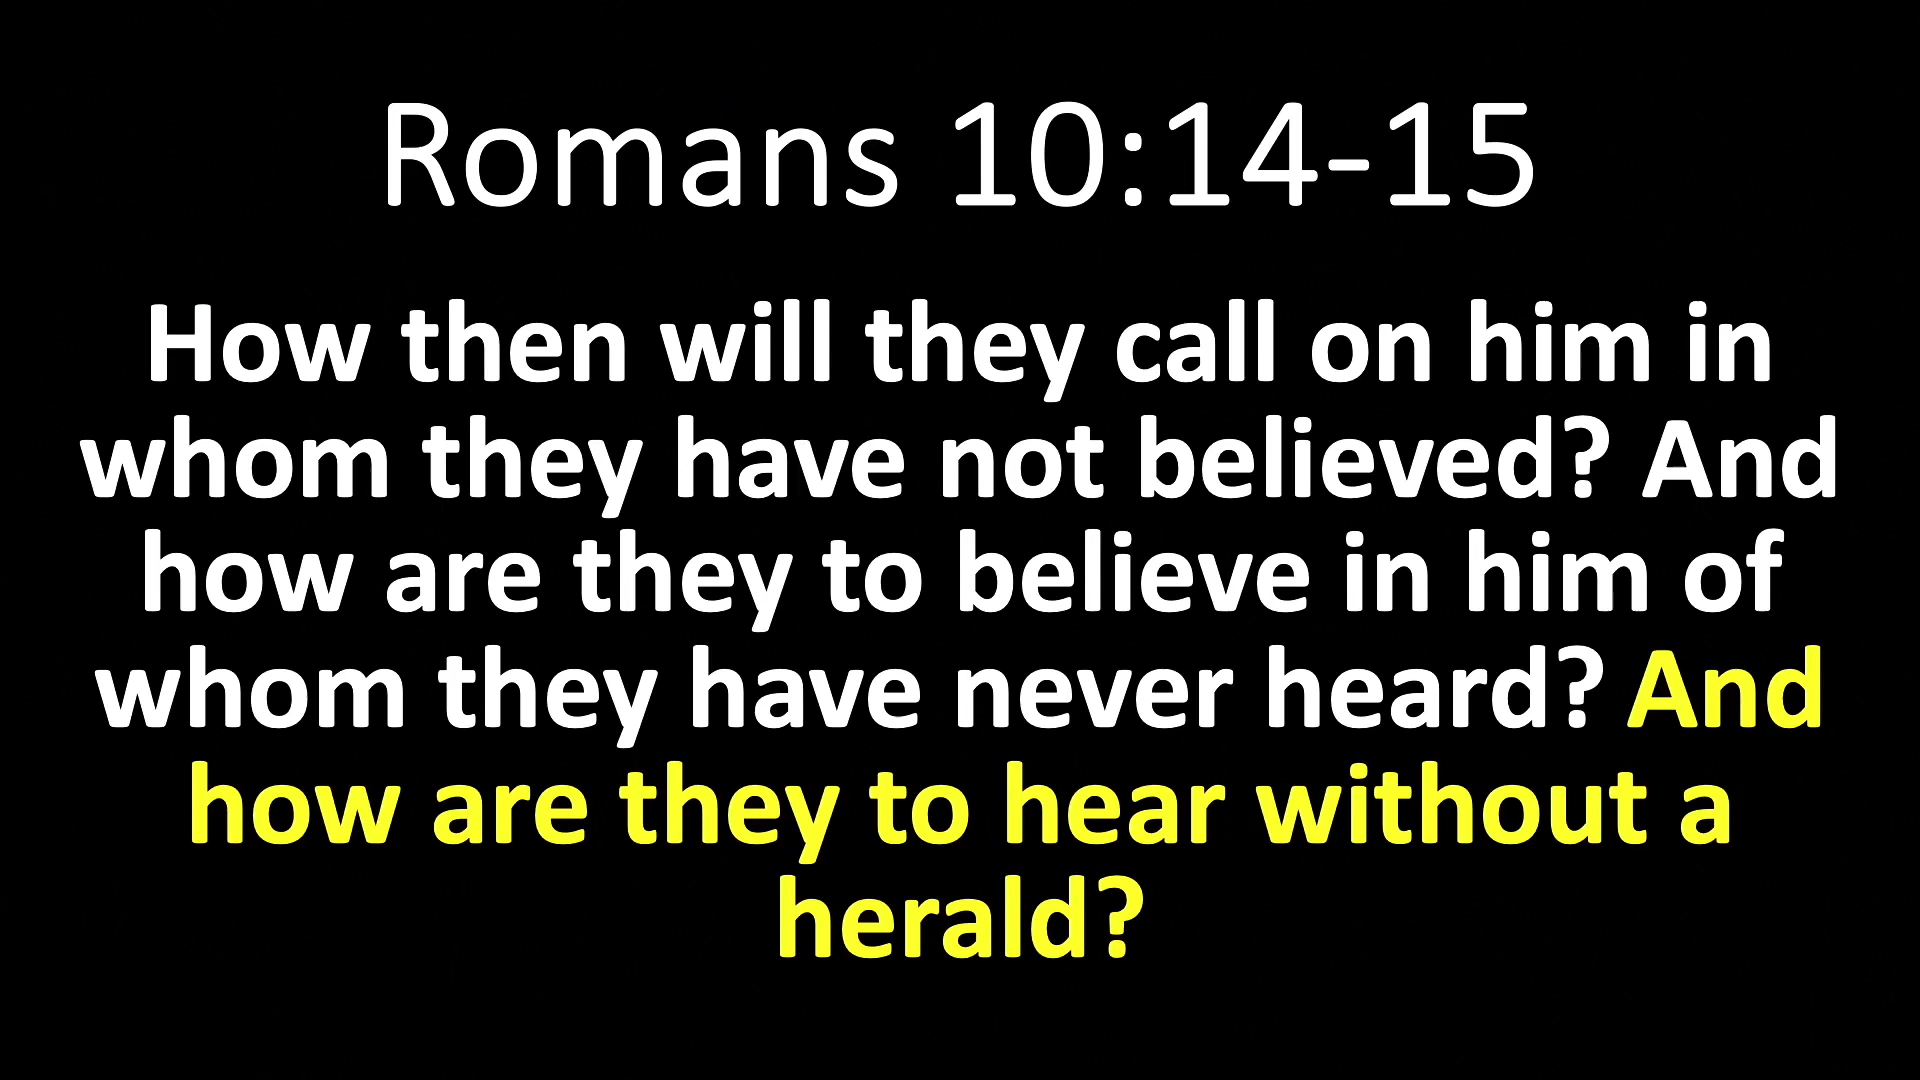 Romans 10:14-15
How then will they call on him in
whom they have not believed? And
how are they to believe in him of
whom they have never heard? And
how are they to hear without a
herald?